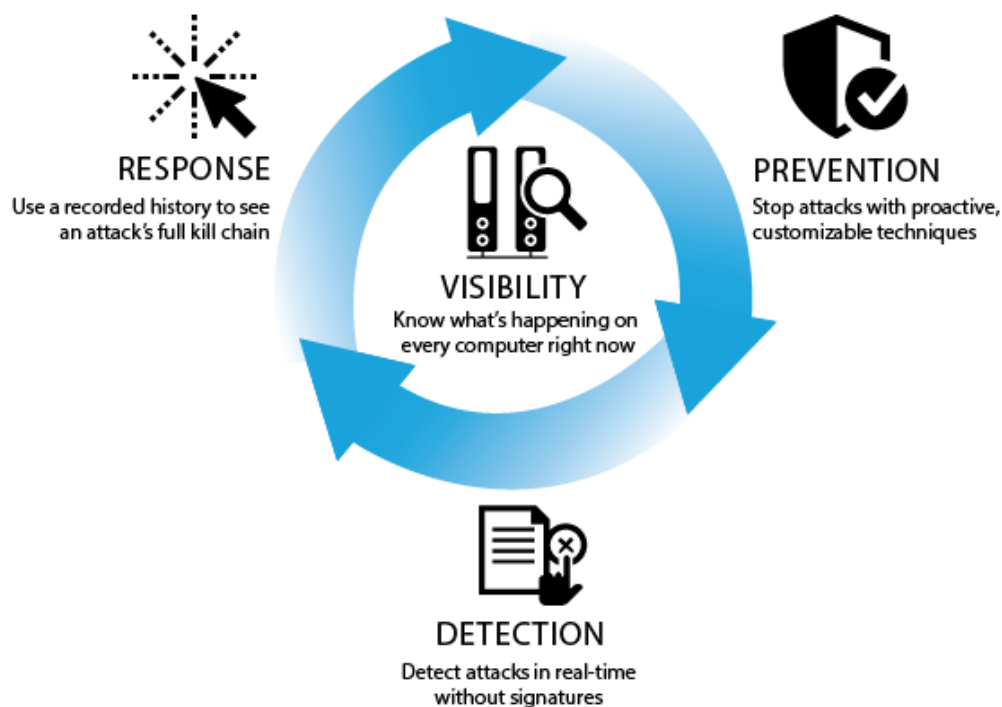 RESPONSE
Use a recorded history to see
an attack's full kill chain
PREVENTION
Stop attacks with proactive,
customizable techniques
VISIBILITY
Know what's happening on
every computer right now
DETECTION
Detect attacks in real-time
without signatures